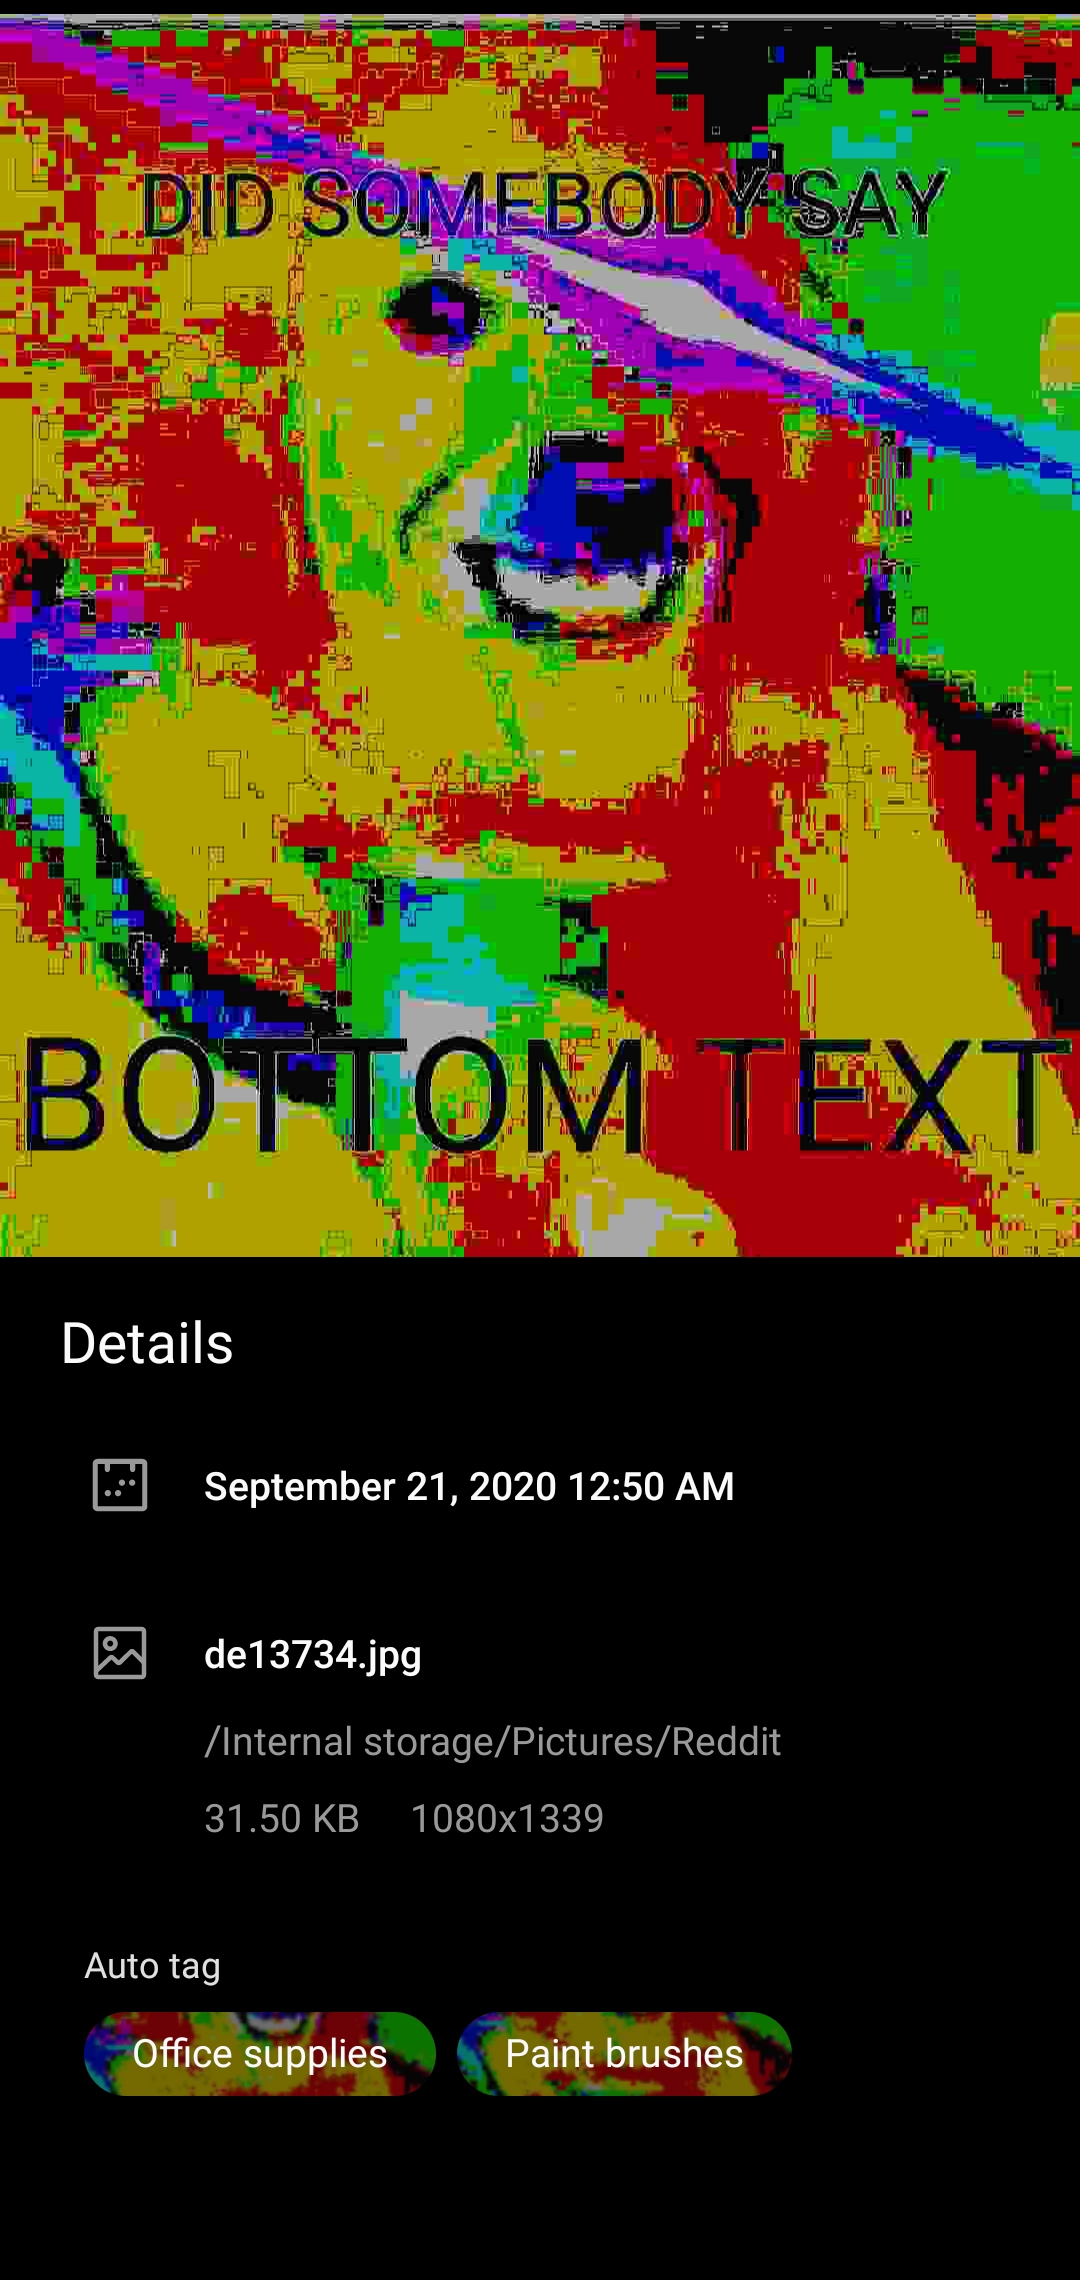 DID SOMEBODY SAY
BOTTOM TEXT
Details
September 21, 2020 12:50 AM
de13734.jpg
/Internal storage/Pictures/Reddit
31.50 KB 1080x1339
Auto tag
Office supplies Paint brushes